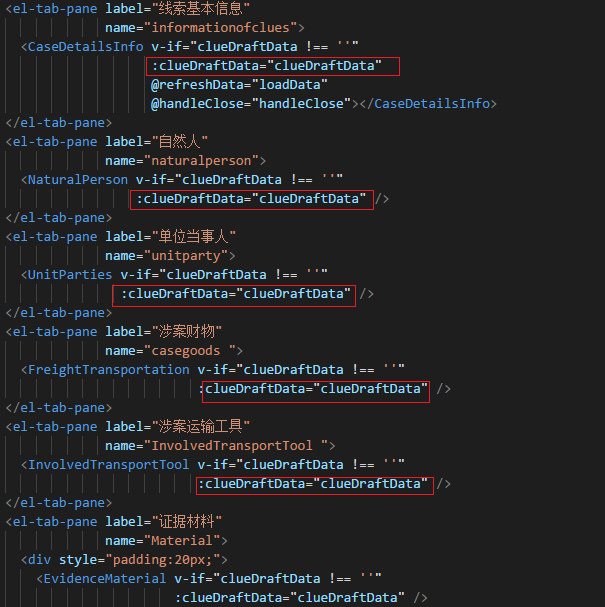 <el-tab-pane label="线索基本信息"
name="informationofclues">
<CaseDetailsInfo v-if="clueDraftData !== ''"
:clueDraftData="clueDraftData"
@refreshData="loadData"
@handleClose="handleClose"></CaseDetailsInfo>
</el-tab-pane>
<el-tab-pane label="自然人"
name="naturalperson">
<NaturalPerson v-if="clueDraftData !== ''"
:clueDraftData="clueDraftData" />
</el-tab-pane>
<el-tab-pane label="单位当事人"
name="unitparty">
<UnitParties v-if="clueDraftData !== ''"
:clueDraftData="clueDraftData" />
</el-tab-pane>
<el-tab-pane label="涉案财物"
name="casegoods ">
<FreightTransportation v-if="clueDraftData !== ''"
:clueDraftData="clueDraftData" />
</el-tab-pane>
<el-tab-pane label="涉案运输工具"
name="InvolvedTransportTool ">
<InvolvedTransportTool v-if="clueDraftData !== ''"
:clueDraftData="clueDraftData" />
</el-tab-pane>
<el-tab-pane label="证据材料"
name="Material">
<div style="padding:20px;">
<EvidenceMaterial v-if="clueDraftData !== ''"
:clueDraftData="clueDraftData" />